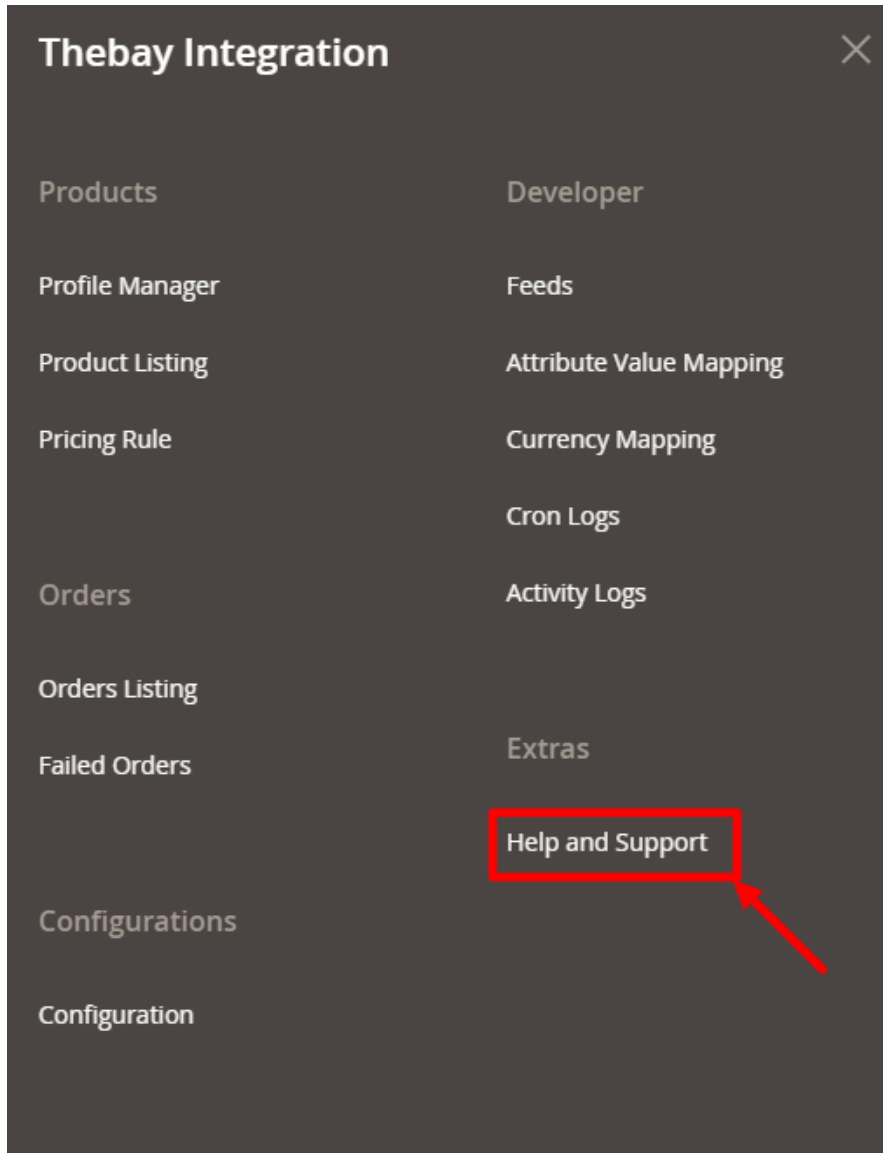 Thebay Integration
Products
Profile Manager
Product Listing
Pricing Rule
Orders
Orders Listing
Failed Orders
Configurations
Configuration
Developer
Feeds
Attribute Value Mapping
Currency Mapping
Cron Logs
Activity Logs
Extras
Help and Support